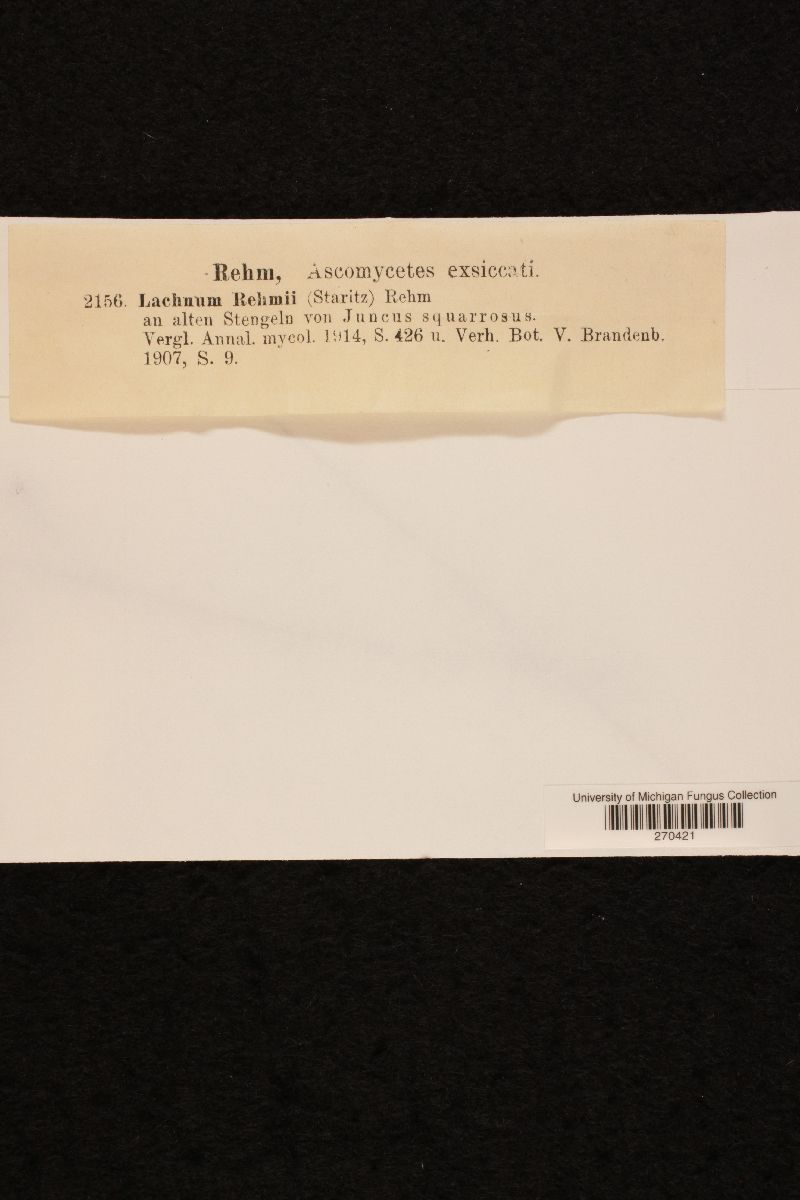 Rehm, Ascomycetes exsiccati.
2156. Lachnum Rehmii (Staritz) Rehm
an alten Stengeln von Juncus squarrosus.
Vergl. Annal. mycol. 1914, S. 426 u. Verh. Bot. V. Brandenb.
1907, S. 9.
University of Michigan Fungus Collection
270421